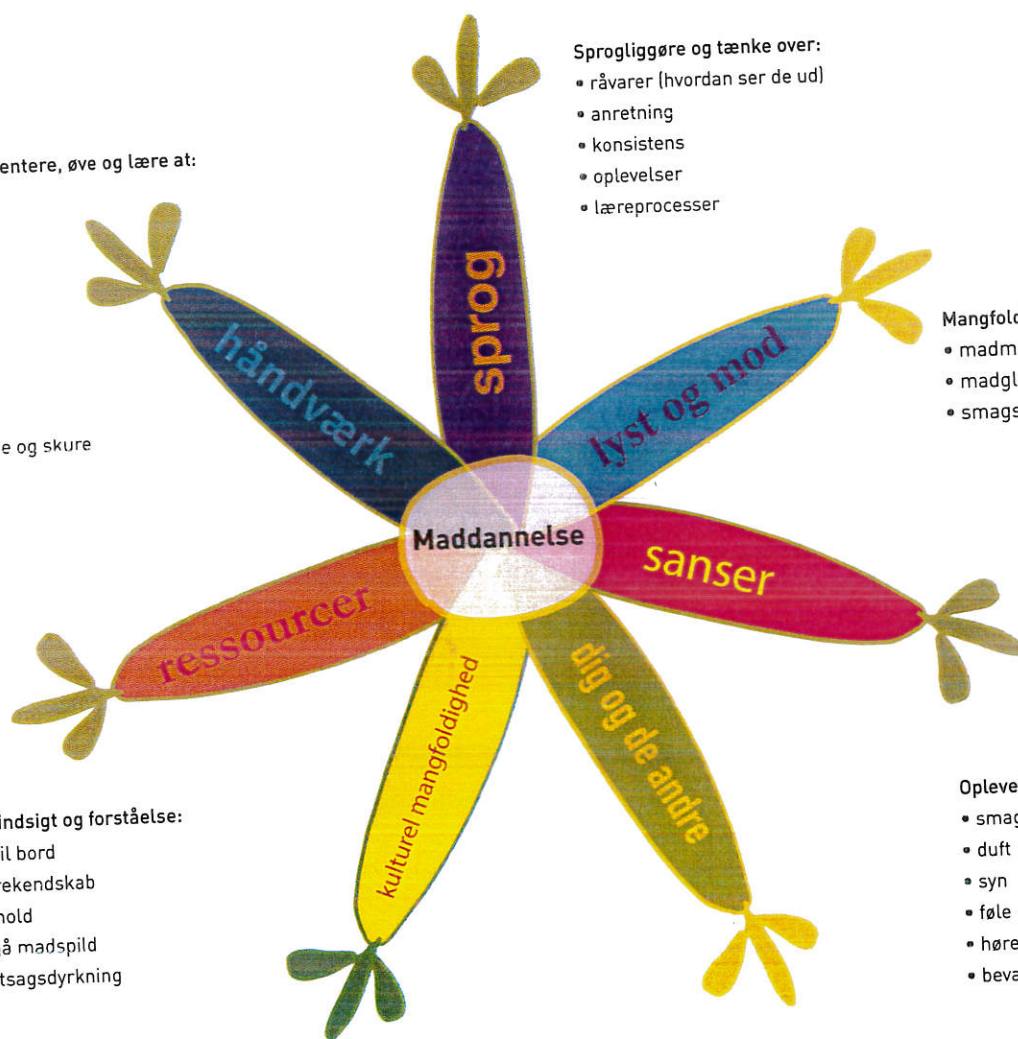 Sprogliggøre og tænke over:
• råvarer (hvordan ser de ud)
• anretning
• konsistens
• oplevelser
• læreprocesser
entere, øve og lære at:
e og skure
sprog
håndværk
lyst og mod
Mangfold
• madm
• madgl
• smags
Maddannelse
sanser
ressourcer
kulturel mangfoldighed
dig og de andre
indsigt og forståelse:
il bord
rekendskab
hold
gå madspild
tsagsdyrkning
Opleve
• smag
• duft
• syn
• føle
• høre
• beva